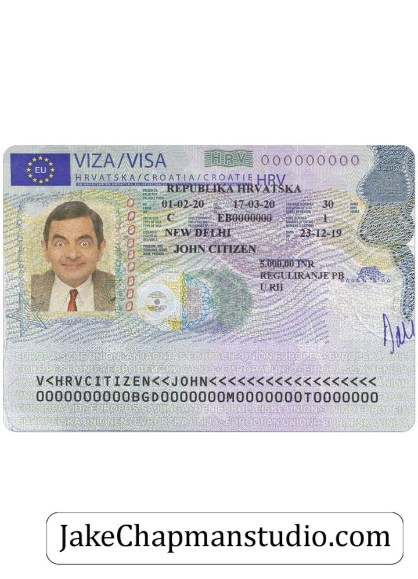 EU
VIZA/VISA
HRV
000000000
HRVATSKA/CROATIA/CROATIE HRV
REPUBLIKA HRVATSKA
01-02-20 17-03-20 30
C EB0000000 1
NEW DELHI 23-12-19
JOHN CITIZEN
5.000,00 INR
REGULIRANJE PB
U RH
V<HRVCITIZEN<<JOHN<<<<<<<<<<<<<<<<<<<
0000000000BGD0000000M0000000T0000000
JakeChapmanstudio.com